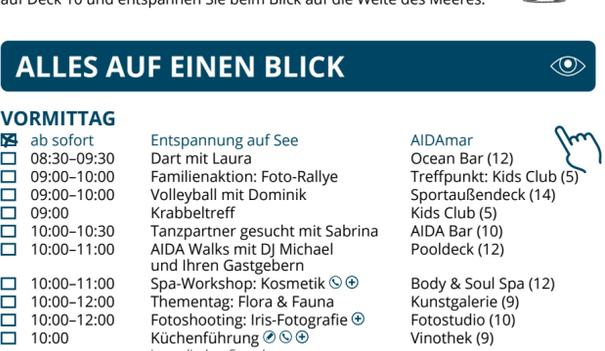 auf Deck 10 und entspannen Sie beim Blick auf die Weite des Meeres.
ALLES AUF EINEN BLICK
VORMITTAG
ab sofort Entspannung auf See AIDAmar
08:30–09:30 Dart mit Laura Ocean Bar (12)
09:00–10:00 Familienaktion: Foto-Rallye Treffpunkt: Kids Club (5)
09:00–10:00 Volleyball mit Dominik Sportaußendeck (14)
09:00 Krabbeltreff Kids Club (5)
10:00–10:30 Tanzpartner gesucht mit Sabrina AIDA Bar (10)
10:00–11:00 AIDA Walks mit DJ Michael Pooldeck (12)
und Ihren Gastgebern
10:00–11:00 Spa-Workshop: Kosmetik Body & Soul Spa (12)
10:00–12:00 Thementag: Flora & Fauna Kunstgalerie (9)
10:00–12:00 Fotoshooting: Iris-Fotografie Fotostudio (10)
10:00 Küchenführung Vinothek (9)